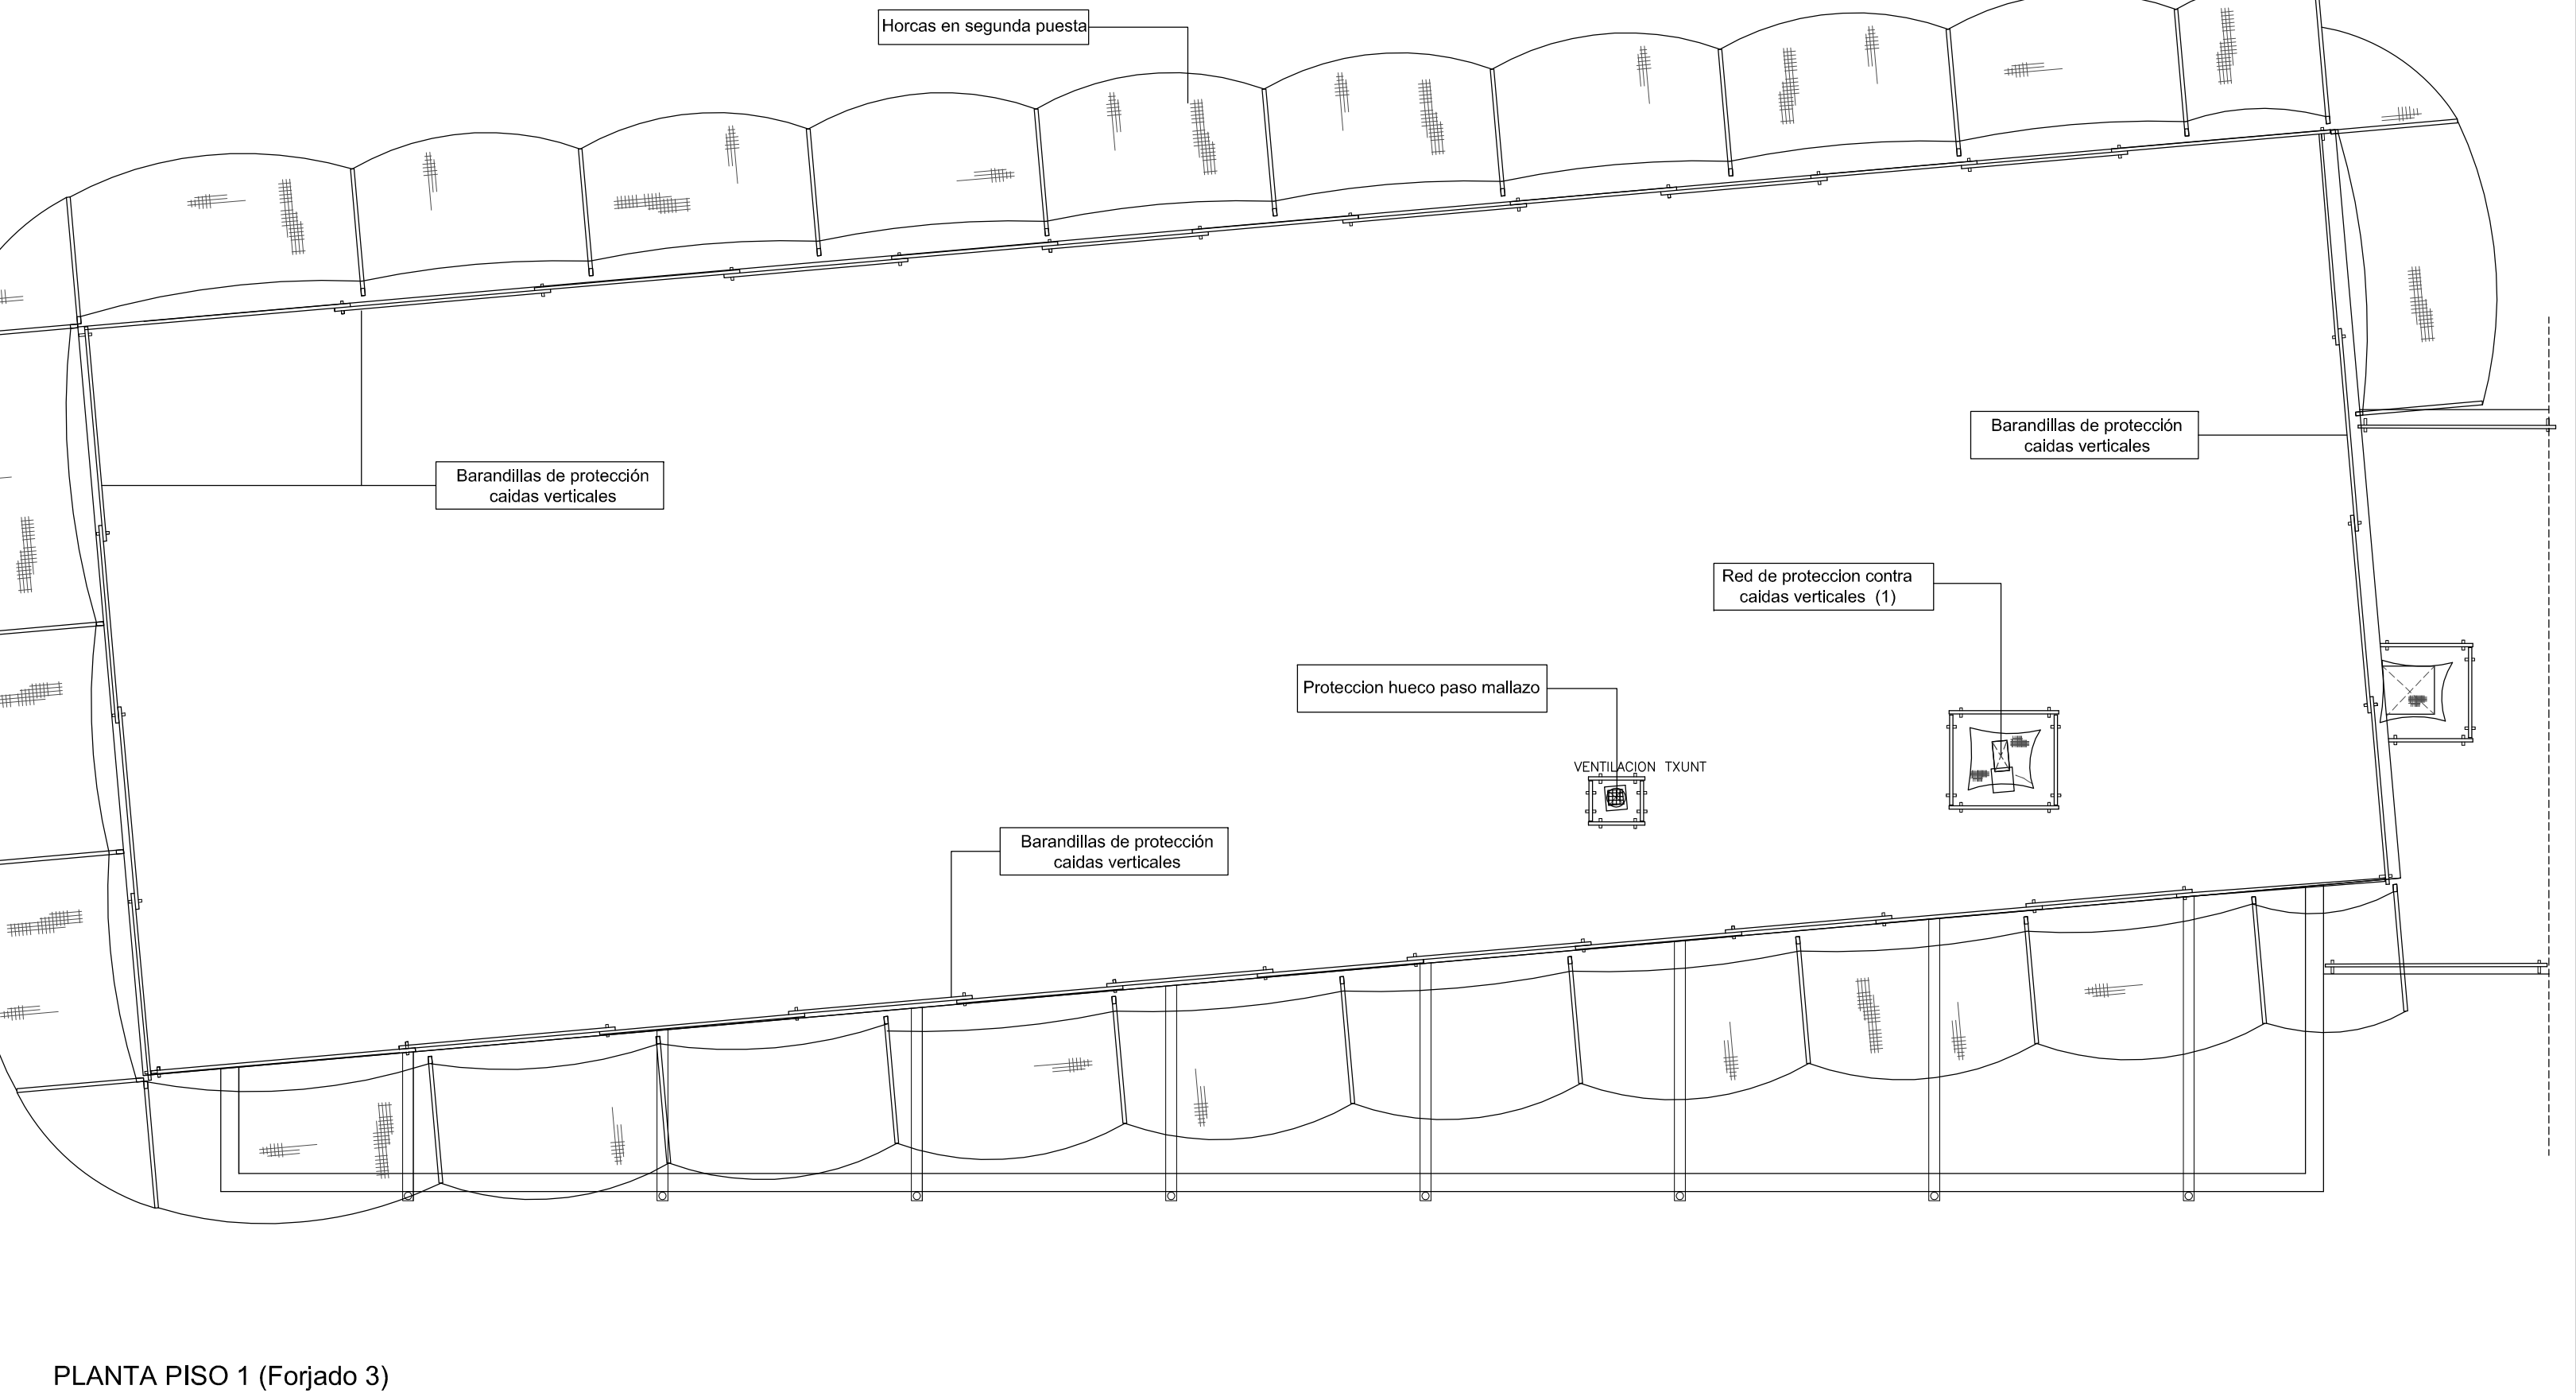 Horcas en segunda puesta
Barandillas de protección
caidas verticales
Barandillas de protección
caidas verticales
Red de proteccion contra
caidas verticales (1)
Proteccion hueco paso mallazo
VENTILACION TXUNT
Barandillas de protección
caidas verticales
PLANTA PISO 1 (Forjado 3)